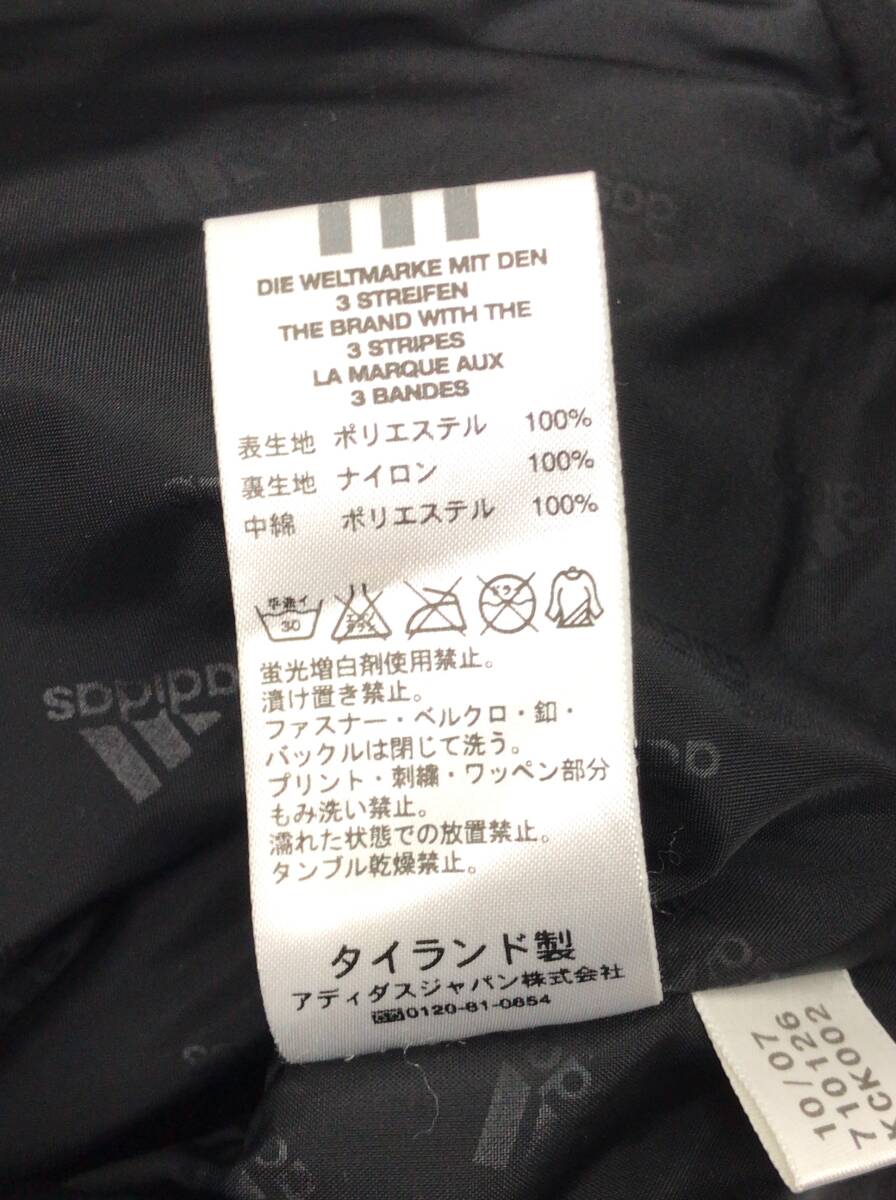 DIE WELTMARKE MIT DEN
3 STREIFEN
THE BRAND WITH THE
3 STRIPES
LA MARQUE AUX
3 BANDES
表生地 ポリエステル 100%
裏生地 ナイロン 100%
中綿 ポリエステル 100%
30
蛍光増白剤使用禁止。
漬け置き禁止。
ファスナー・ベルクロ・釦・
バックルは閉じて洗う。
プリント・刺繍・ワッペン部分
もみ洗い禁止。
濡れた状態での放置禁止。
タンブル乾燥禁止。
タイランド製
アディダスジャパン株式会社
0120-81-0654
10/07
710126
KCK002
adidas
adidas